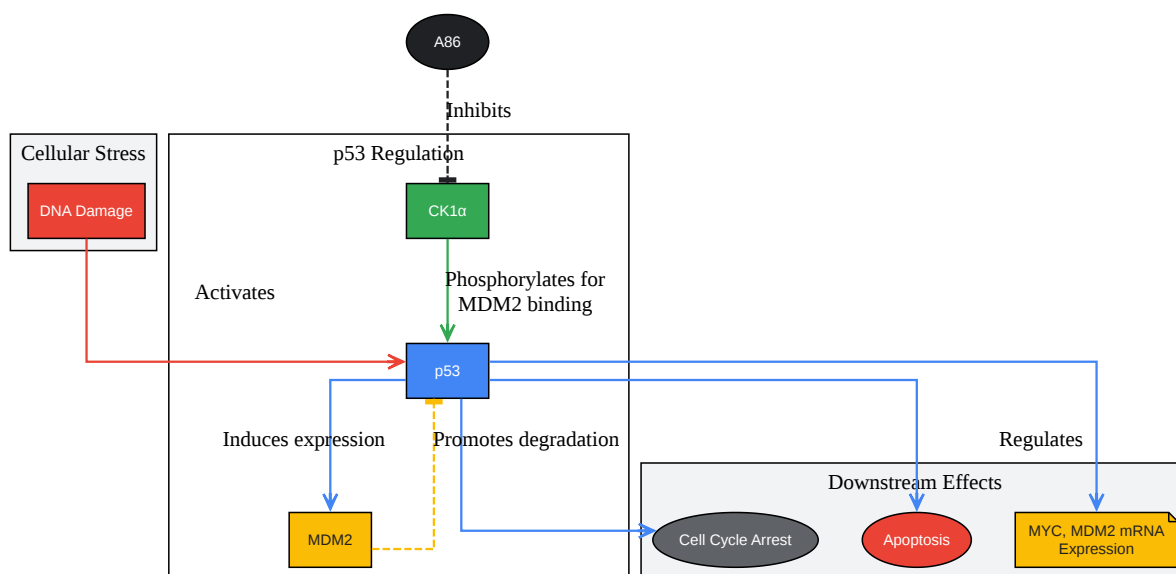 A86
Inhibits
Cellular Stress
p53 Regulation
DNA Damage
CK1α
Activates
Phosphorylates for
MDM2 binding
p53
Induces expression
Promotes degradation
Regulates
Downstream Effects
MDM2
Cell Cycle Arrest
Apoptosis
MYC, MDM2 mRNA
Expression